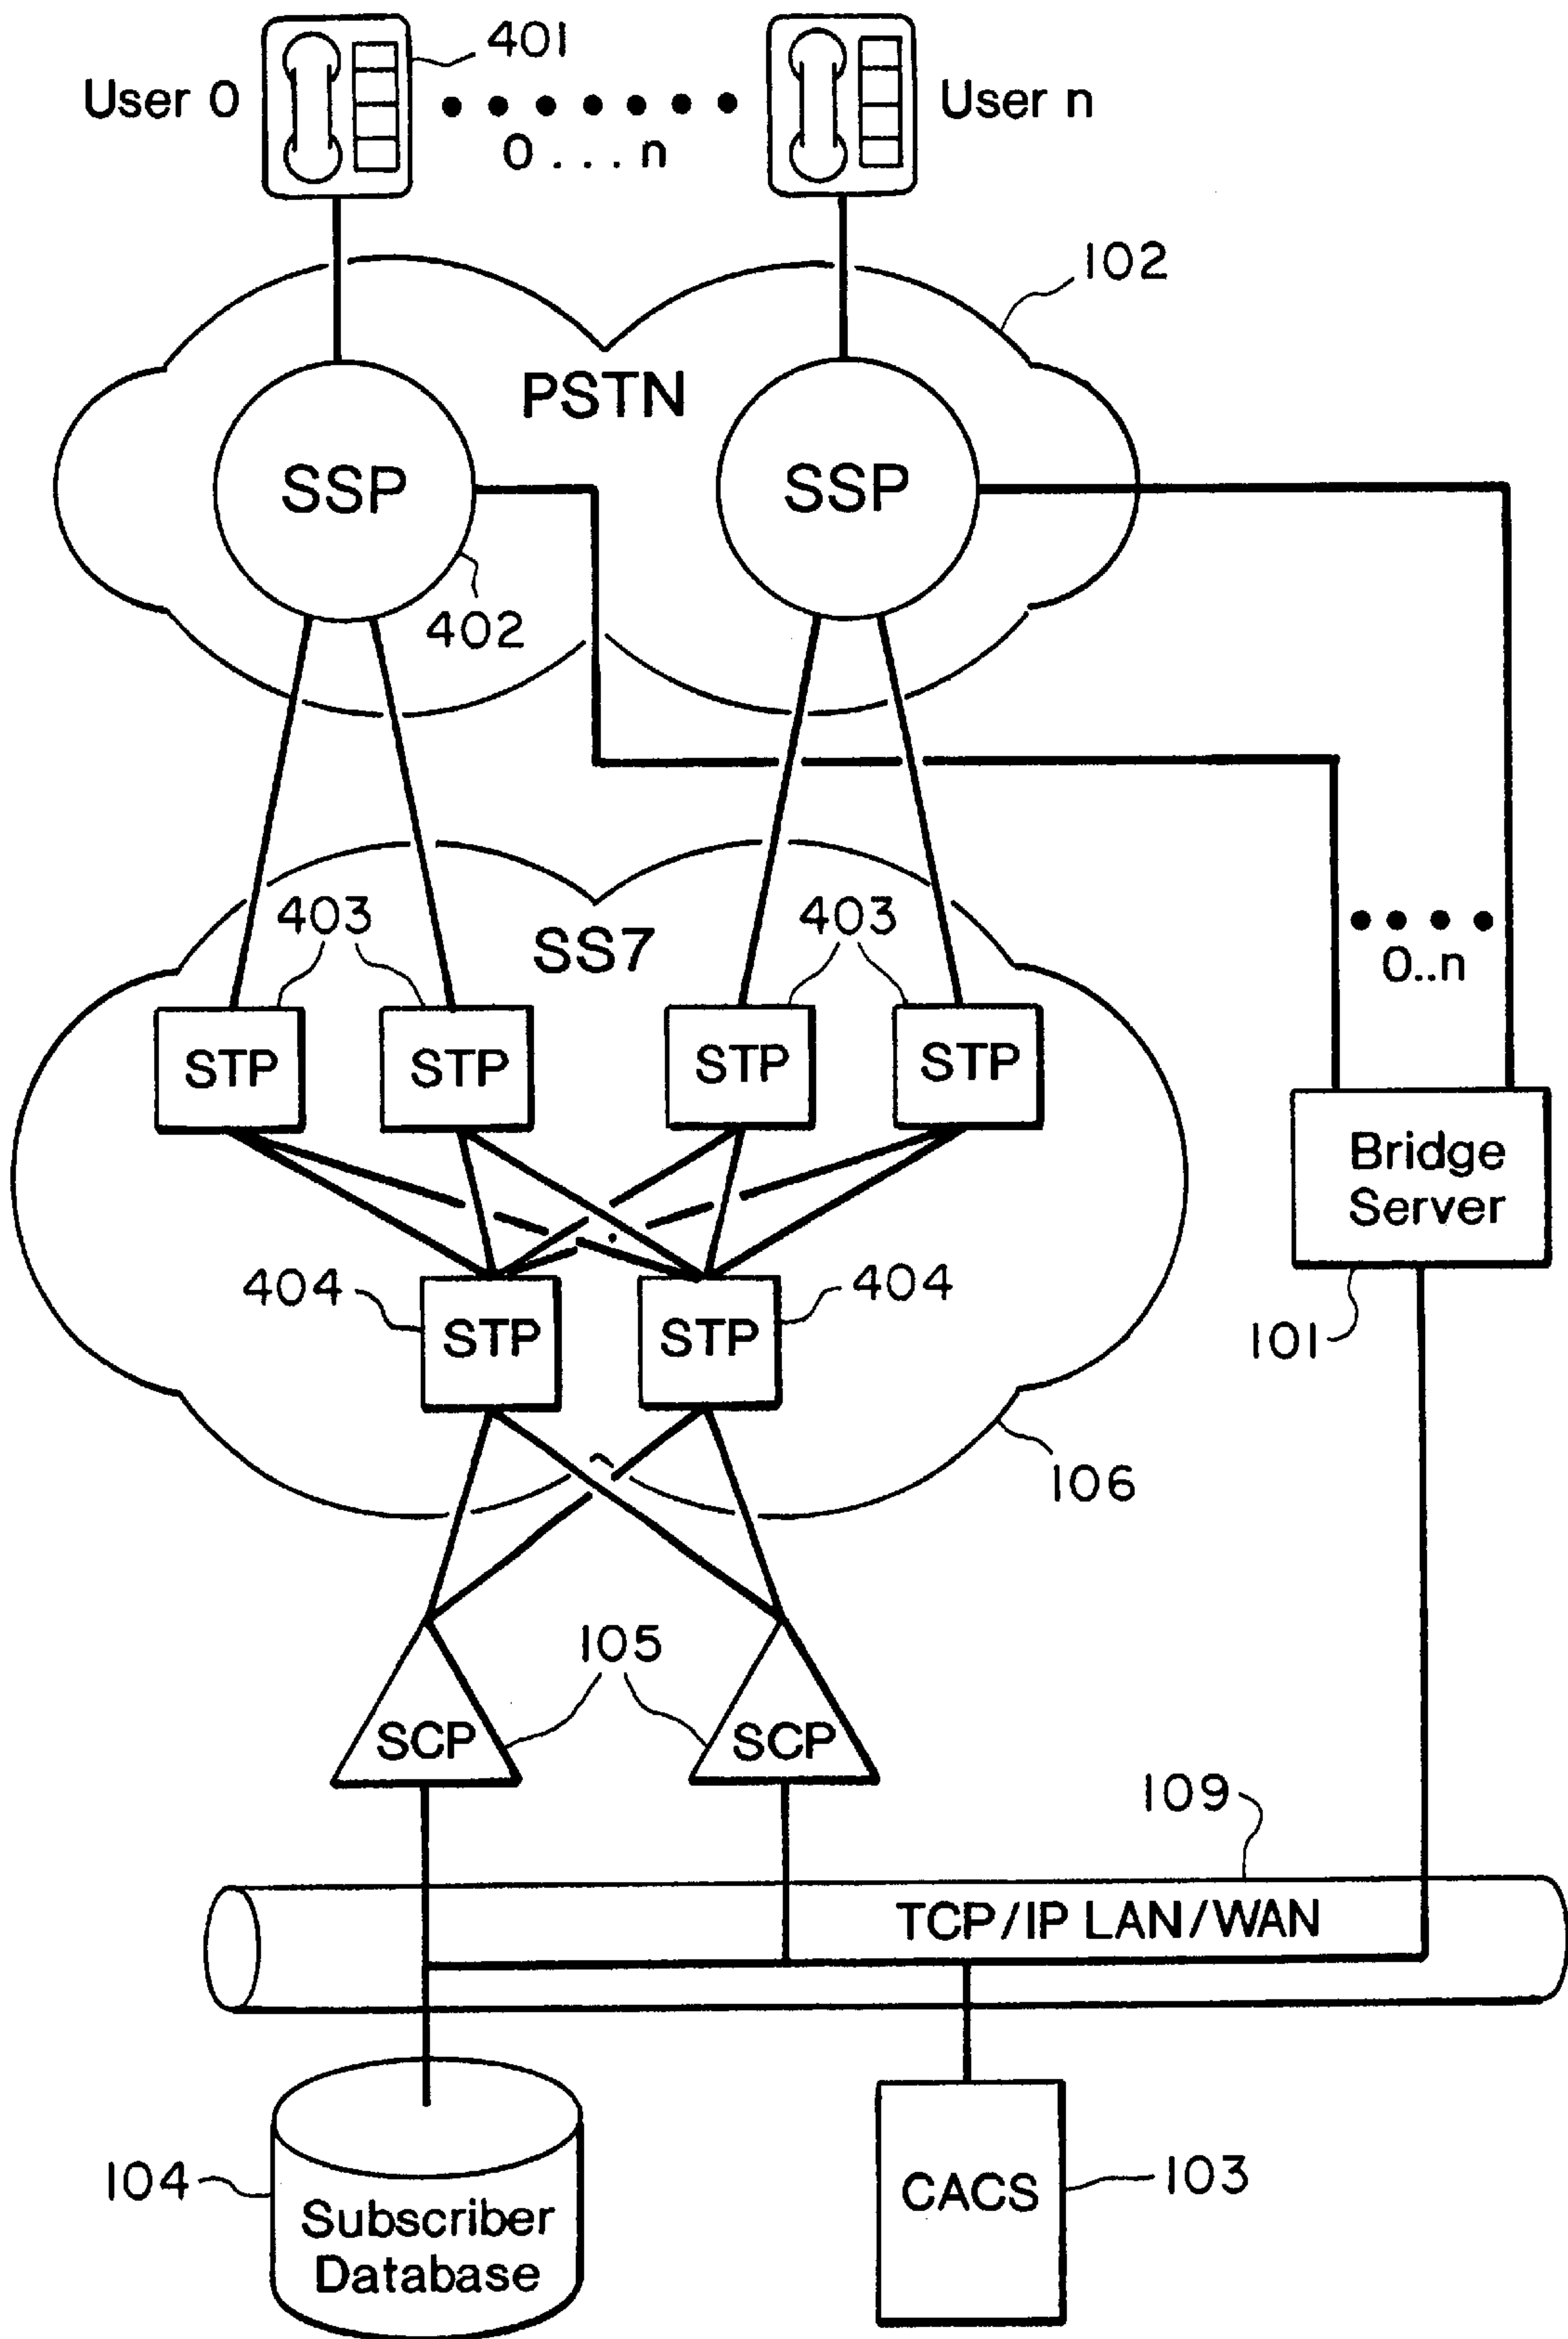 401
User 0
User n
0 . . . n
102
PSTN
SSP
SSP
402
403
403
SS7
0..n
STP
STP
STP
STP
Bridge
Server
404
404
STP
STP
101
106
105
SCP
SCP
109
TCP/IP LAN/WAN
104
Subscriber
Database
CACS
103